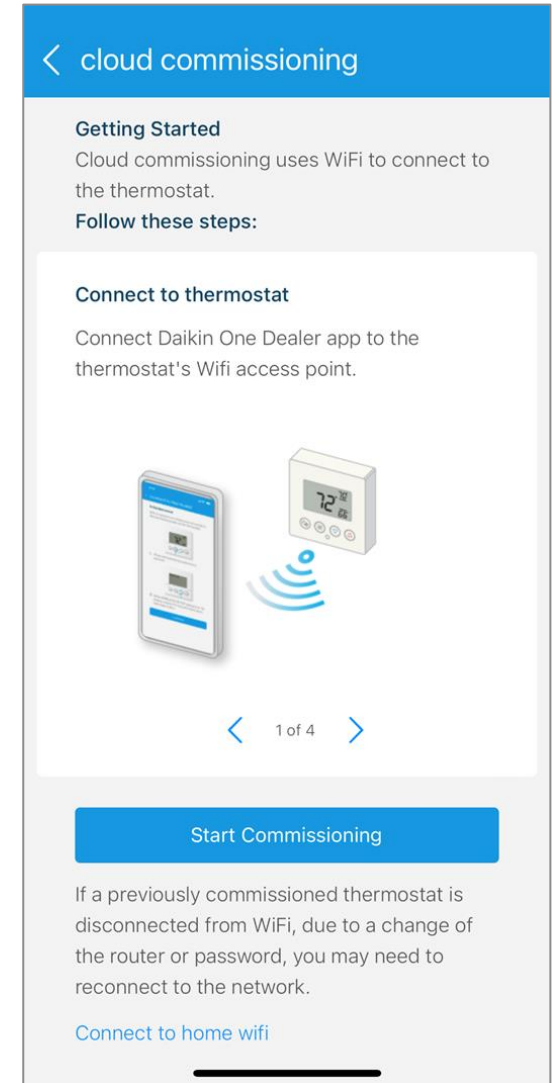 cloud commissioning
Getting Started
Cloud commissioning uses WiFi to connect to
the thermostat.
Follow these steps:
Connect to thermostat
Connect Daikin One Dealer app to the
thermostat's Wifi access point.
72
1 of 4
Start Commissioning
If a previously commissioned thermostat is
disconnected from WiFi, due to a change of
the router or password, you may need to
reconnect to the network.
Connect to home wifi